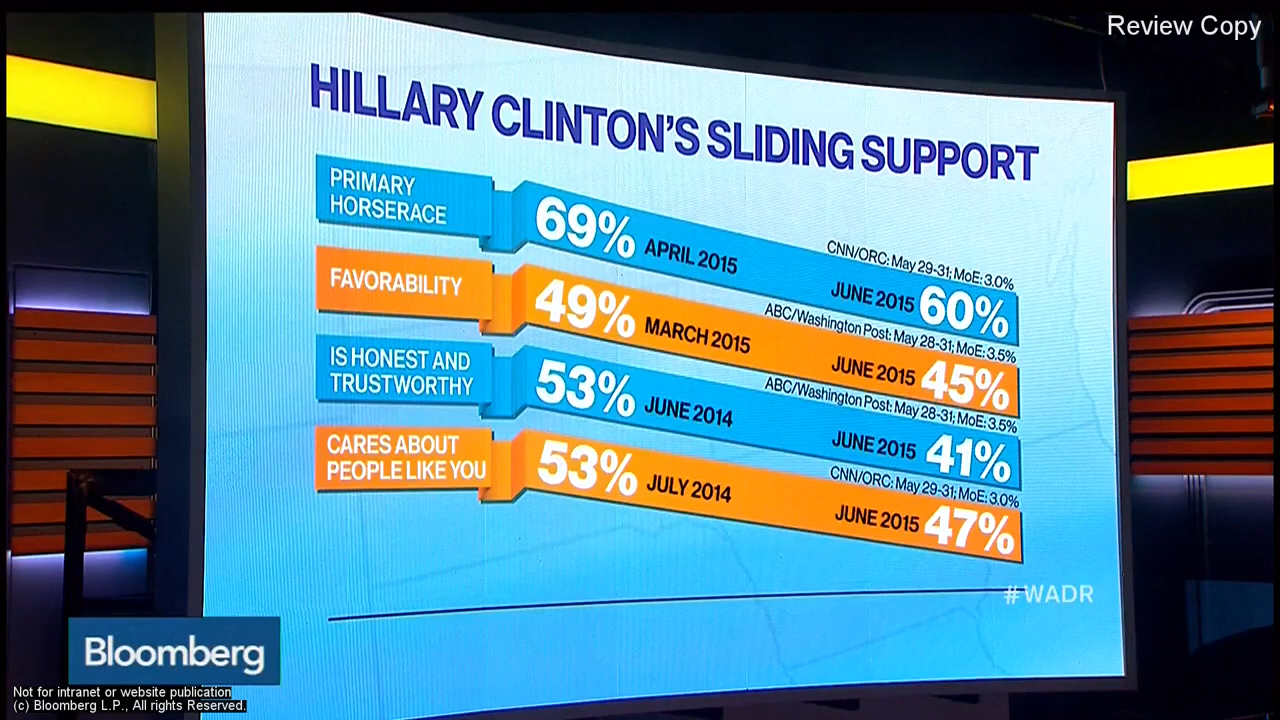 Review Copy
HILLARY CLINTON'S SLIDING SUPPORT
PRIMARY
HORSERACE
69% APRIL 2015
CNN/ORC: May 29-31; MoE: 3.0%
JUNE 2015 60%
FAVORABILITY
49% MARCH 2015
ABC/Washington Post: May 28-31; MoE: 3.5%
JUNE 2015 45%
IS HONEST AND
TRUSTWORTHY
53% JUNE 2014
ABC/Washington Post: May 28-31; MoE: 3.5%
JUNE 2015 41%
CARES ABOUT
PEOPLE LIKE YOU
53% JULY 2014
CNN/ORC: May 29-31; MoE: 3.0%
JUNE 2015 47%
#WADR
Bloomberg
Not for intranet or website publication
(c) Bloomberg L.P., All rights Reserved.